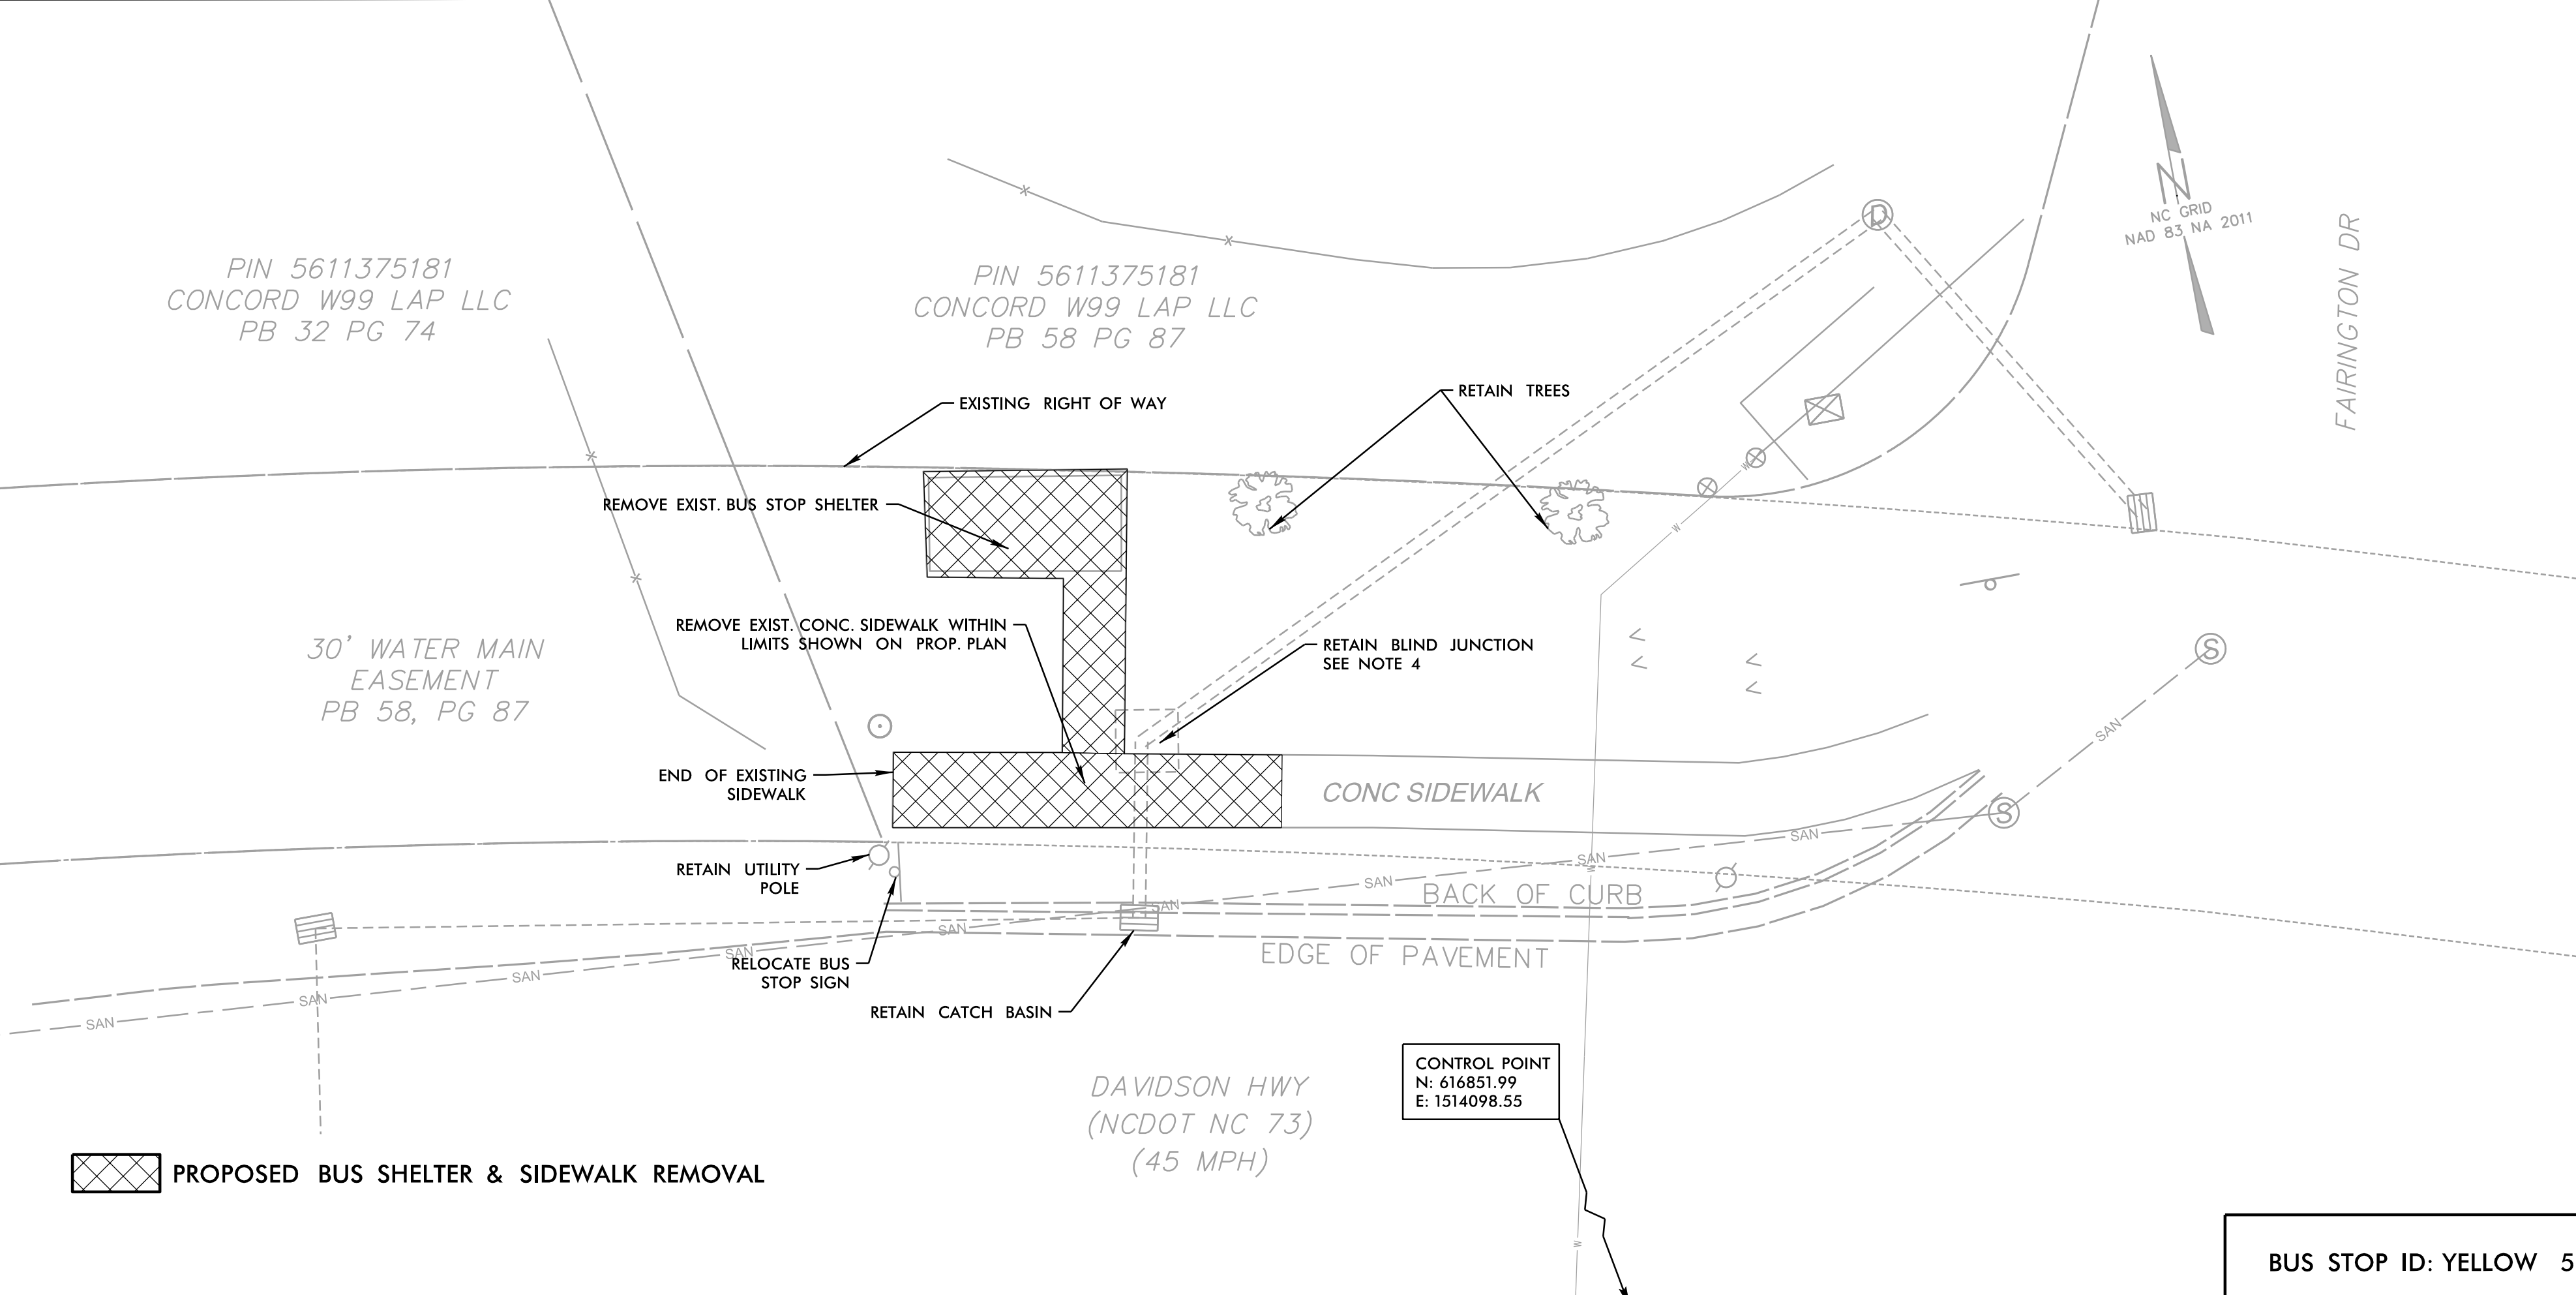 PIN 5611375181
CONCORD W99 LAP LLC
PB 32 PG 74
PIN 5611375181
CONCORD W99 LAP LLC
PB 58 PG 87
D
N
NC GRID
NAD 83 NA 2011
FAIRINGTON DR
EXISTING RIGHT OF WAY
RETAIN TREES
REMOVE EXIST. BUS STOP SHELTER
W
W
REMOVE EXIST. CONC. SIDEWALK WITHIN
LIMITS SHOWN ON PROP. PLAN
RETAIN BLIND JUNCTION
SEE NOTE 4
30' WATER MAIN
EASEMENT
PB 58, PG 87
S
SAN
END OF EXISTING
SIDEWALK
CONC SIDEWALK
S
SAN
SAN
W
SAN
SAN
SAN
SAN
SAN
SAN
SAN
RETAIN UTILITY
POLE
BACK OF CURB
EDGE OF PAVEMENT
RELOCATE BUS
STOP SIGN
RETAIN CATCH BASIN
DAVIDSON HWY
(NCDOT NC 73)
(45 MPH)
CONTROL POINT
N: 616851.99
E: 1514098.55
W
PROPOSED BUS SHELTER & SIDEWALK REMOVAL
BUS STOP ID: YELLOW 5